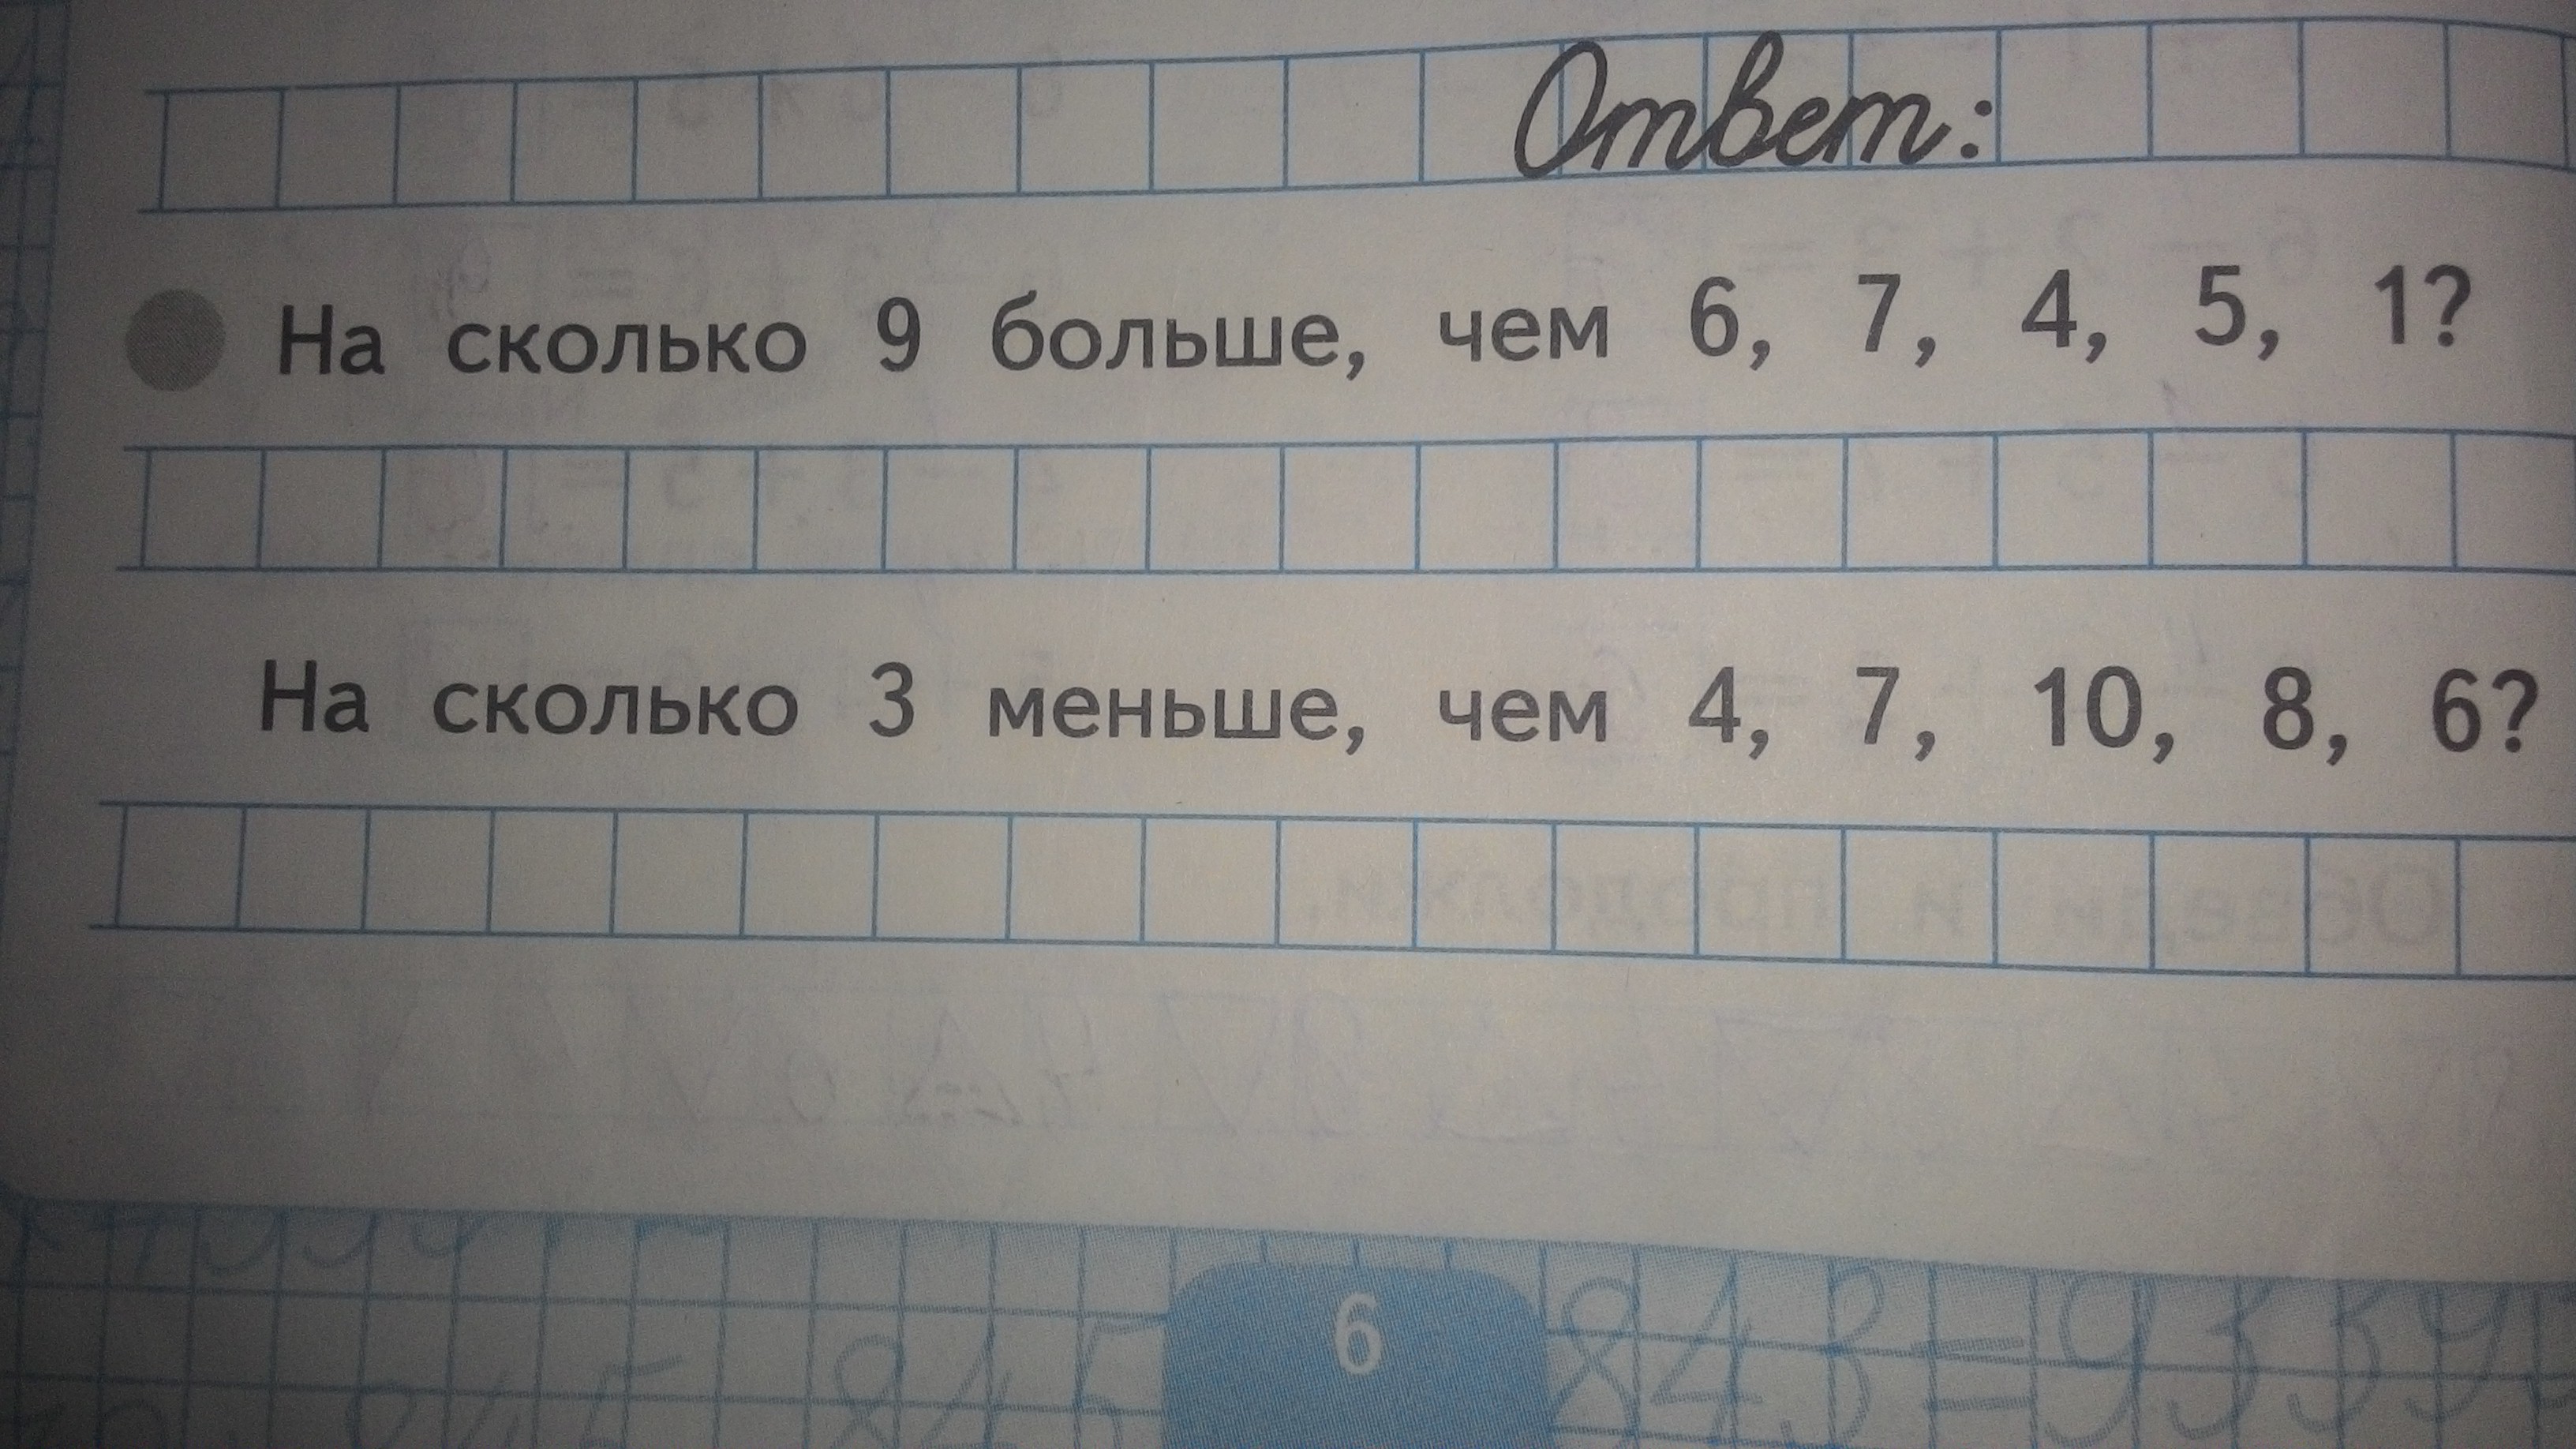 Ответ:
На сколько 9 больше, чем 6, 7, 4, 5, 1?
На сколько 3 меньше, чем 4, 7, 10, 8, 6?
6